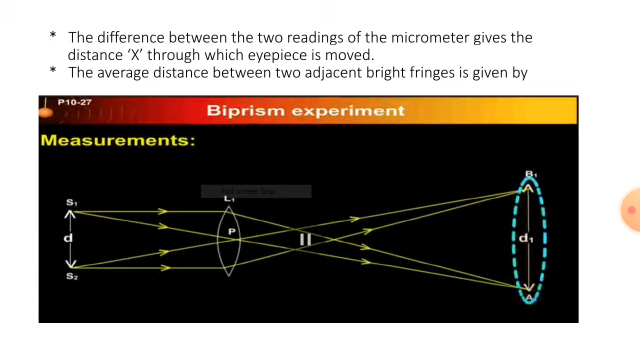 * The difference between the two readings of the micrometer gives the
distance ‘X’ through which eyepiece is moved.
* The average distance between two adjacent bright fringes is given by
P10-27
Biprism experiment
Measurements:
B₁
L₁
S₁
P
d
d₁
S₂
A₁